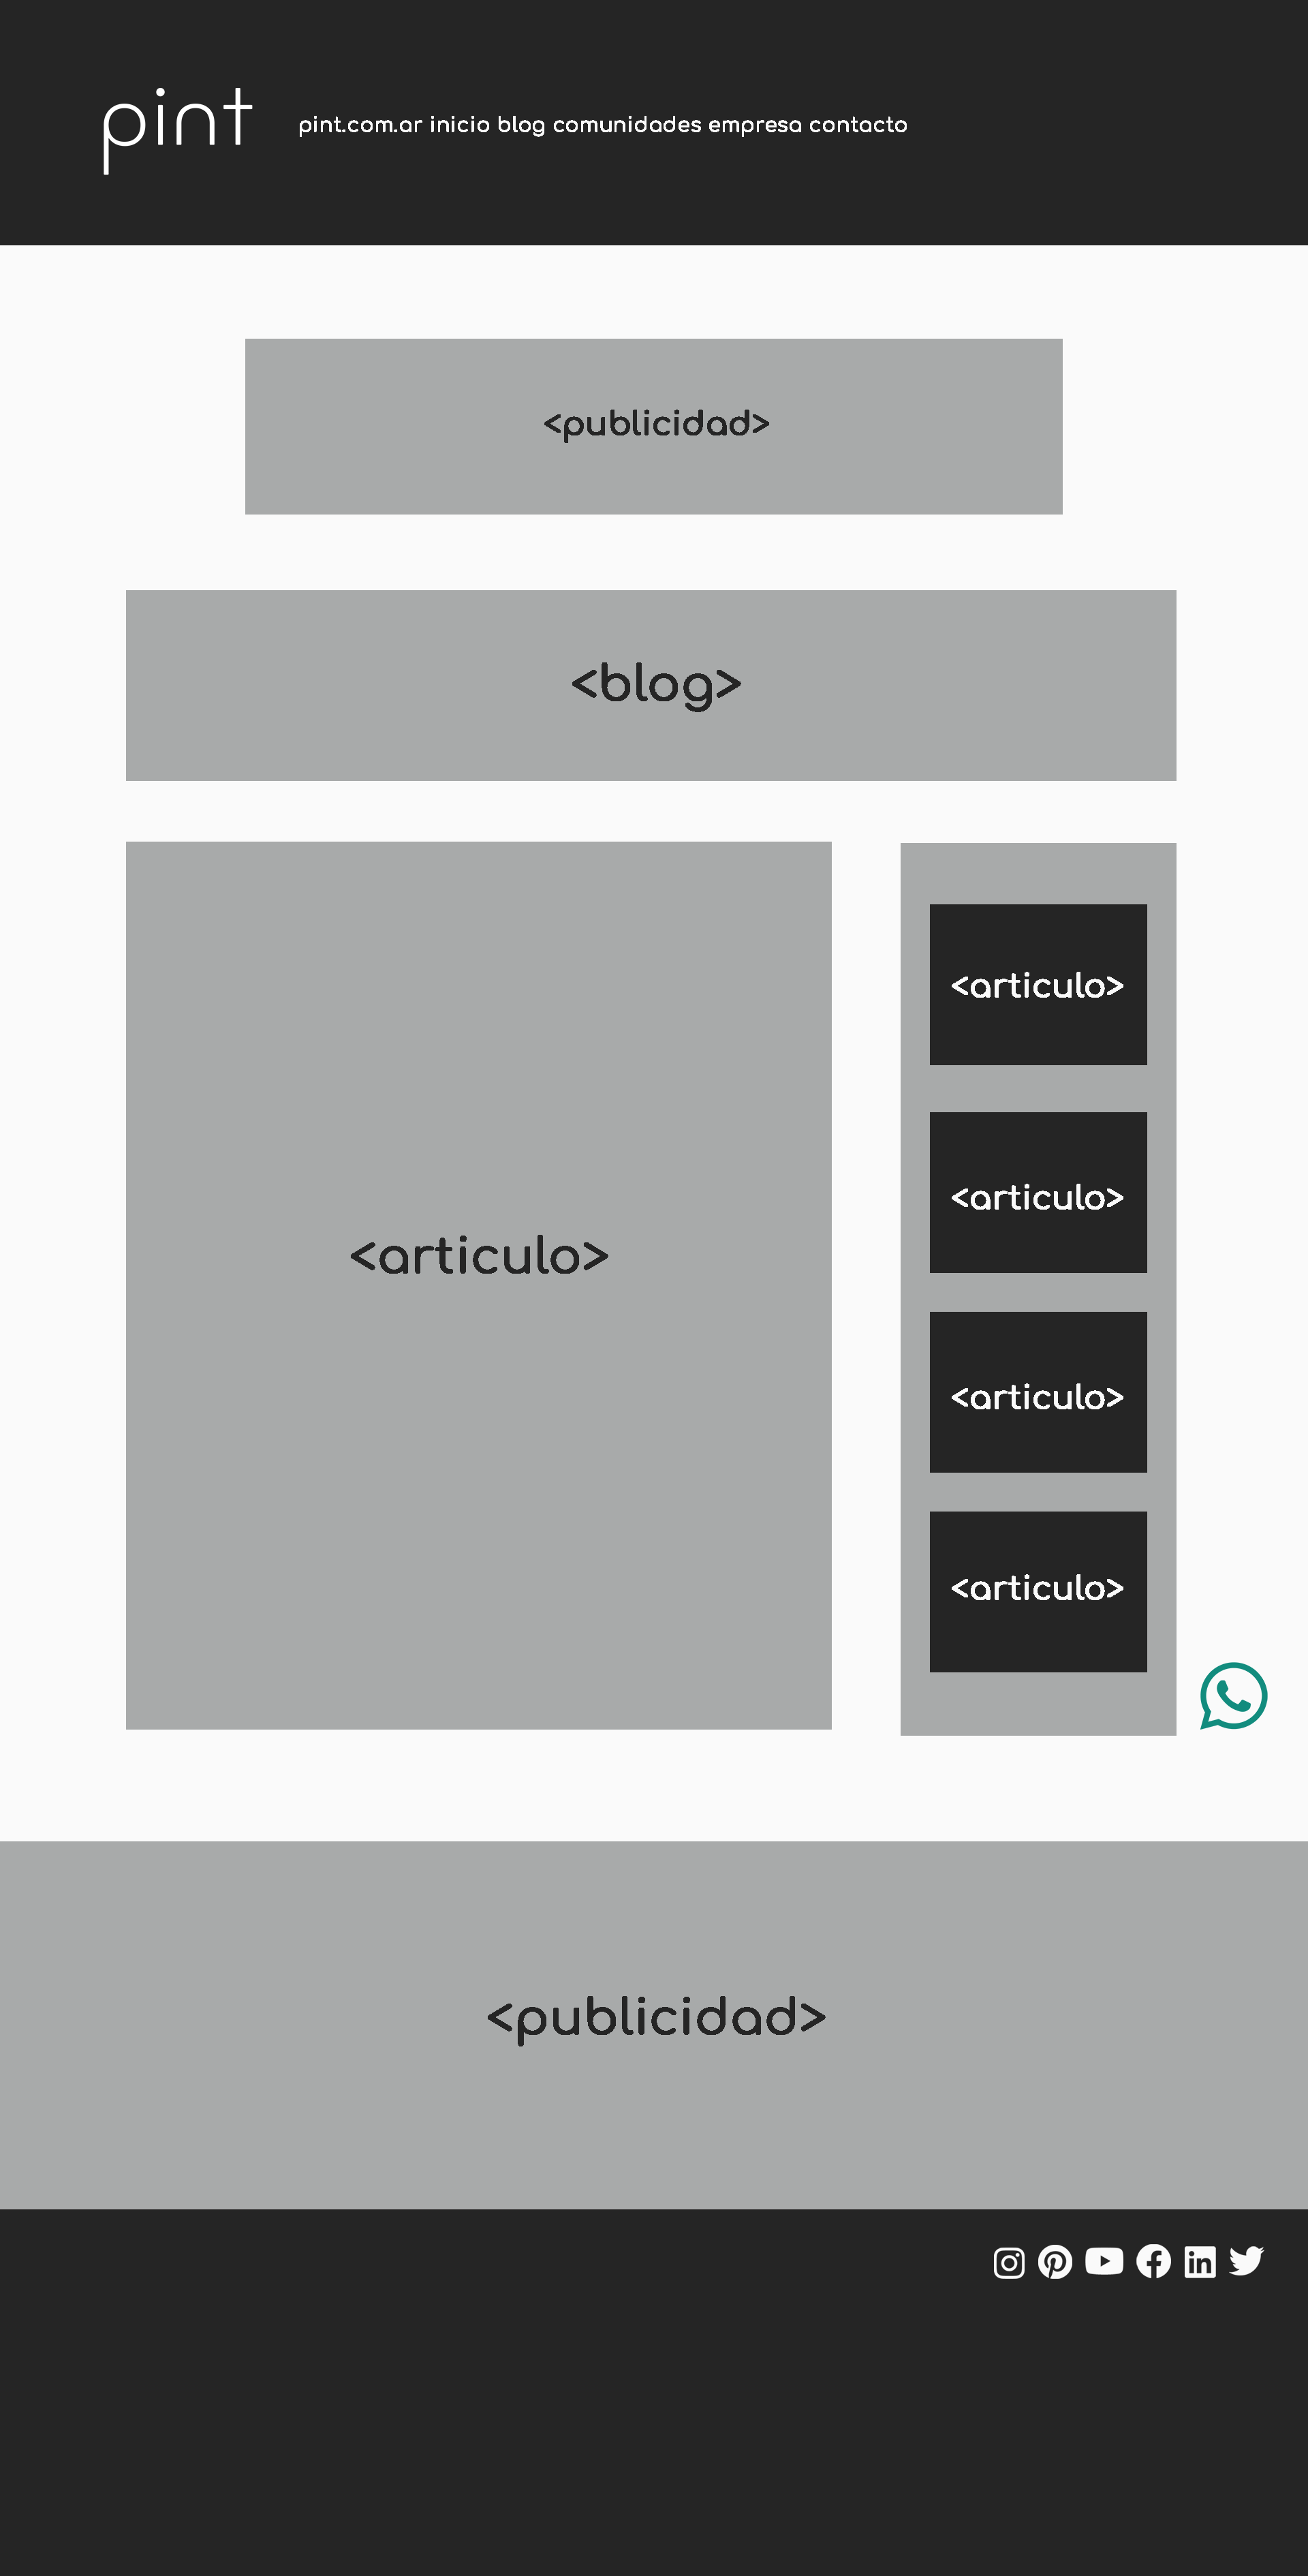 pint
pint.com.ar inicio blog comunidades empresa contacto
<publicidad>
<blog>
<articulo>
<articulo>
<articulo>
<articulo>
<articulo>
<publicidad>